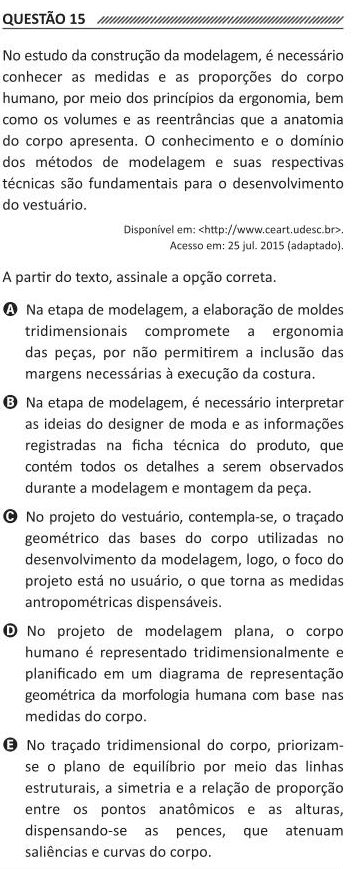 QUESTÃO 15
No estudo da construção da modelagem, é necessário
conhecer as medidas e as proporções do corpo
humano, por meio dos princípios da ergonomia, bem
como os volumes e as reentrâncias que a anatomia
do corpo apresenta. O conhecimento e o domínio
dos métodos de modelagem e suas respectivas
técnicas são fundamentais para o desenvolvimento
do vestuário.
Disponível em: <http://www.ceart.udesc.br>.
Acesso em: 25 jul. 2015 (adaptado).
A partir do texto, assinale a opção correta.
A Na etapa de modelagem, a elaboração de moldes
tridimensionais compromete a ergonomia
das peças, por não permitirem a inclusão das
margens necessárias à execução da costura.
B Na etapa de modelagem, é necessário interpretar
as ideias do designer de moda e as informações
registradas na ficha técnica do produto, que
contém todos os detalhes a serem observados
durante a modelagem e montagem da peça.
C No projeto do vestuário, contempla-se, o traçado
geométrico das bases do corpo utilizadas no
desenvolvimento da modelagem, logo, o foco do
projeto está no usuário, o que torna as medidas
antropométricas dispensáveis.
D No projeto de modelagem plana, o corpo
humano é representado tridimensionalmente e
planificado em um diagrama de representação
geométrica da morfologia humana com base nas
medidas do corpo.
E No traçado tridimensional do corpo, priorizam-
se o plano de equilíbrio por meio das linhas
estruturais, a simetria e a relação de proporção
entre os pontos anatômicos e as alturas,
dispensando-se as pences, que atenuam
saliências e curvas do corpo.